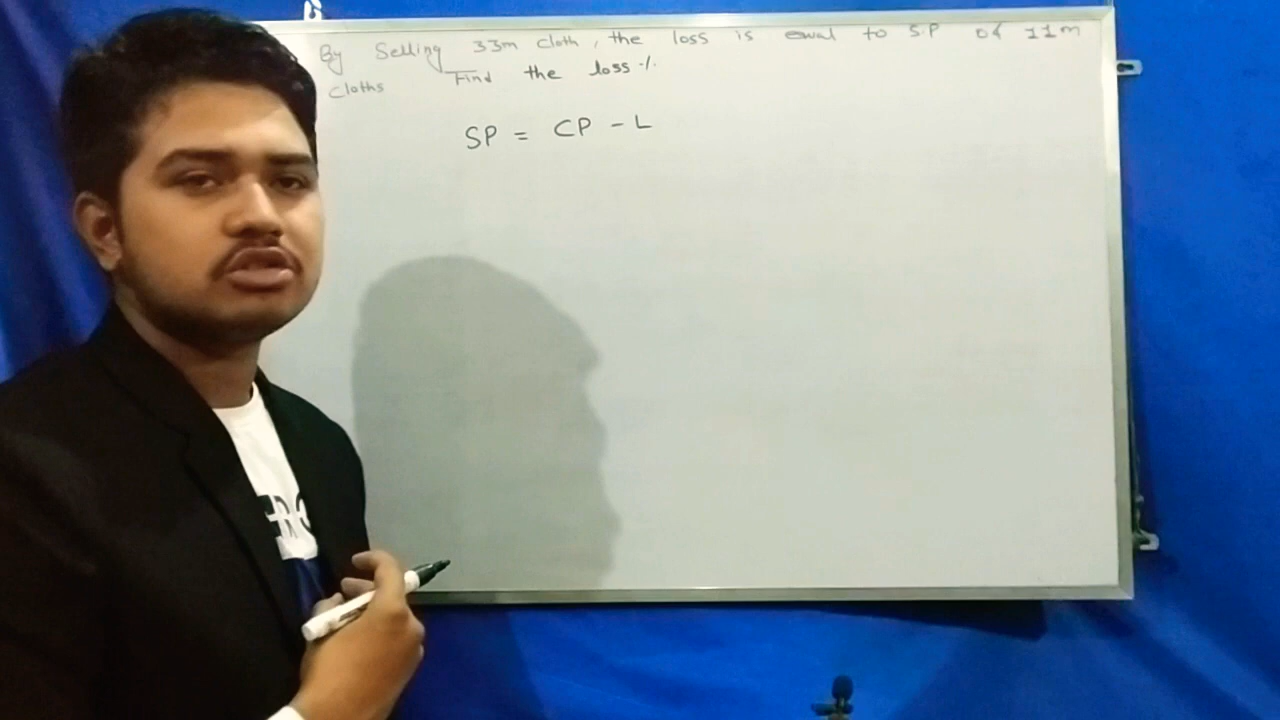 By Selling 33m cloth, the loss is equal to S.P of 11m
cloths Find the loss %
SP = CP - L